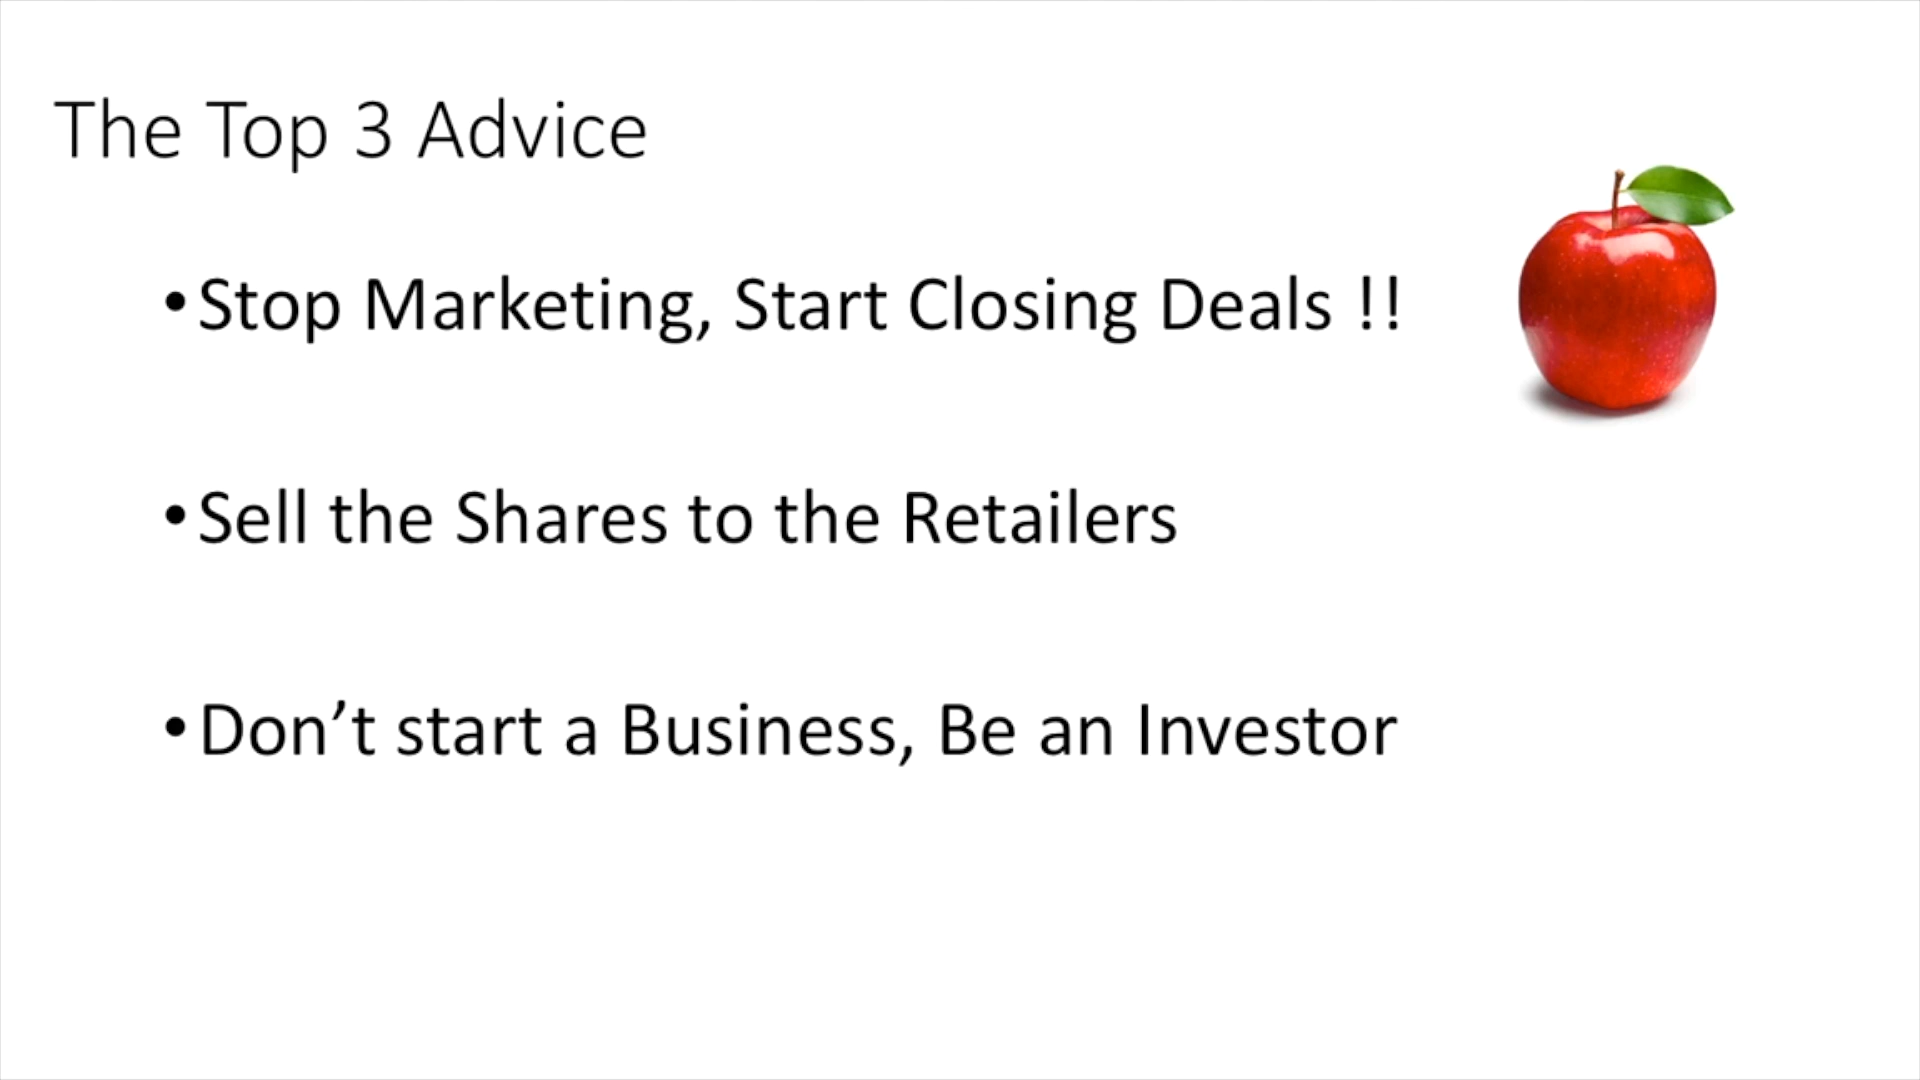 The Top 3 Advice
•Stop Marketing, Start Closing Deals !!
•Sell the Shares to the Retailers
•Don’t start a Business, Be an Investor